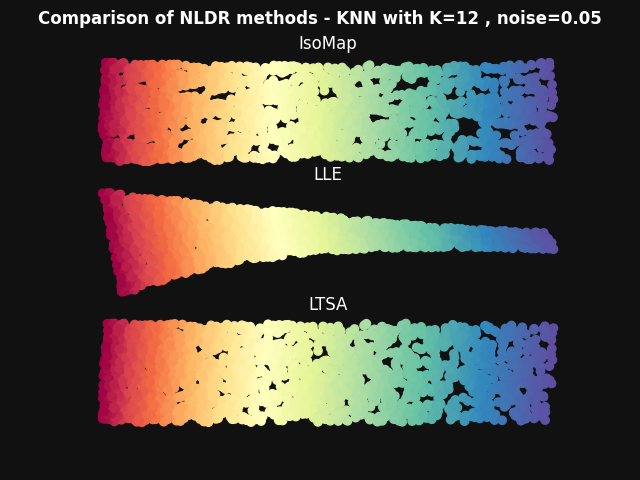 Comparison of NLDR methods - KNN with K=12 , noise=0.05
IsoMap
LLE
LTSA